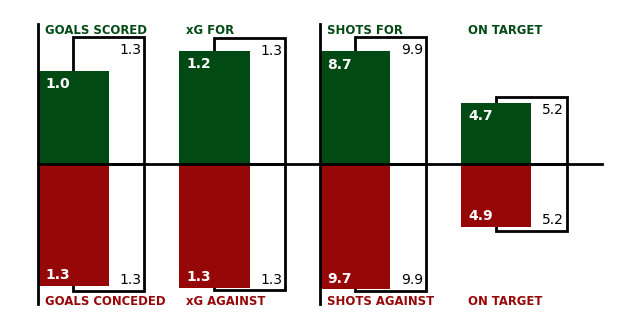 GOALS SCORED xG FOR SHOTS FOR ON TARGET
1.3 1.3 9.9
1.0 1.2 8.7
4.7 5.2
4.9 5.2
1.3 1.3 1.3 1.3 9.7 9.9
GOALS CONCEDED xG AGAINST SHOTS AGAINST ON TARGET